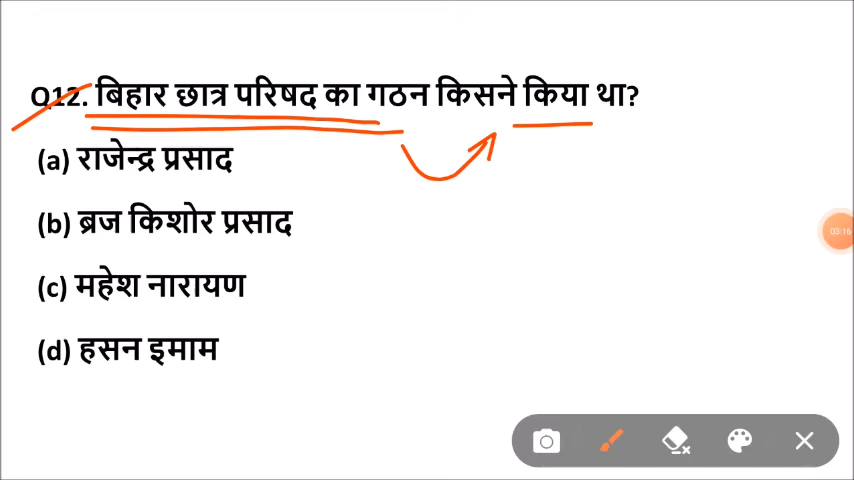 Q12. बिहार छात्र परिषद का गठन किसने किया था?
(a) राजेन्द्र प्रसाद
(b) ब्रज किशोर प्रसाद
(c) महेश नारायण
(d) हसन इमाम
03:16